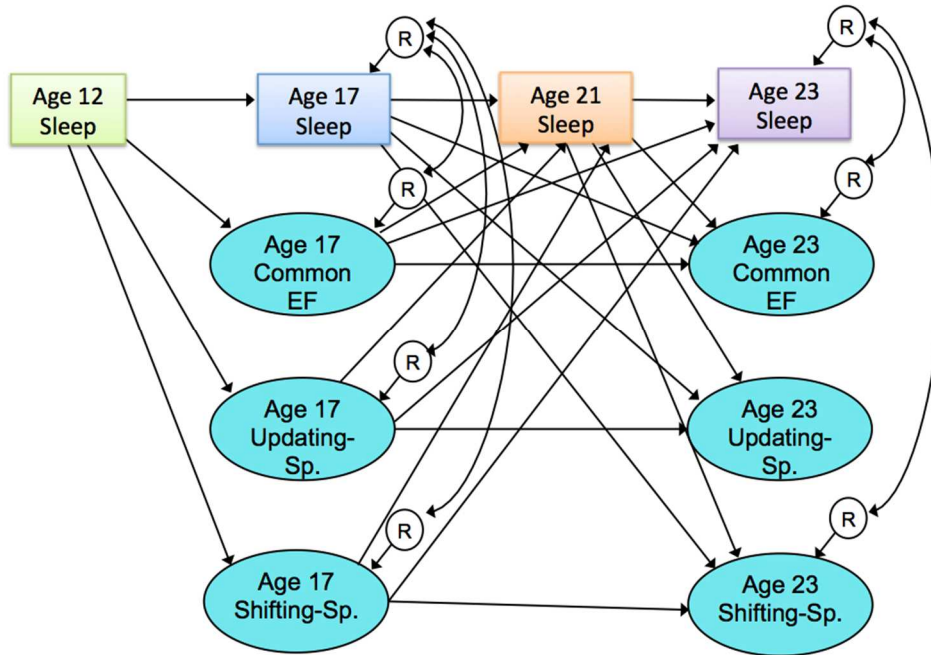 R
R
Age 12
Sleep
Age 17
Sleep
Age 21
Sleep
Age 23
Sleep
R
R
Age 17
Common
EF
Age 23
Common
EF
R
Age 17
Updating-
Sp.
Age 23
Updating-
Sp.
R
R
Age 17
Shifting-Sp.
Age 23
Shifting-Sp.